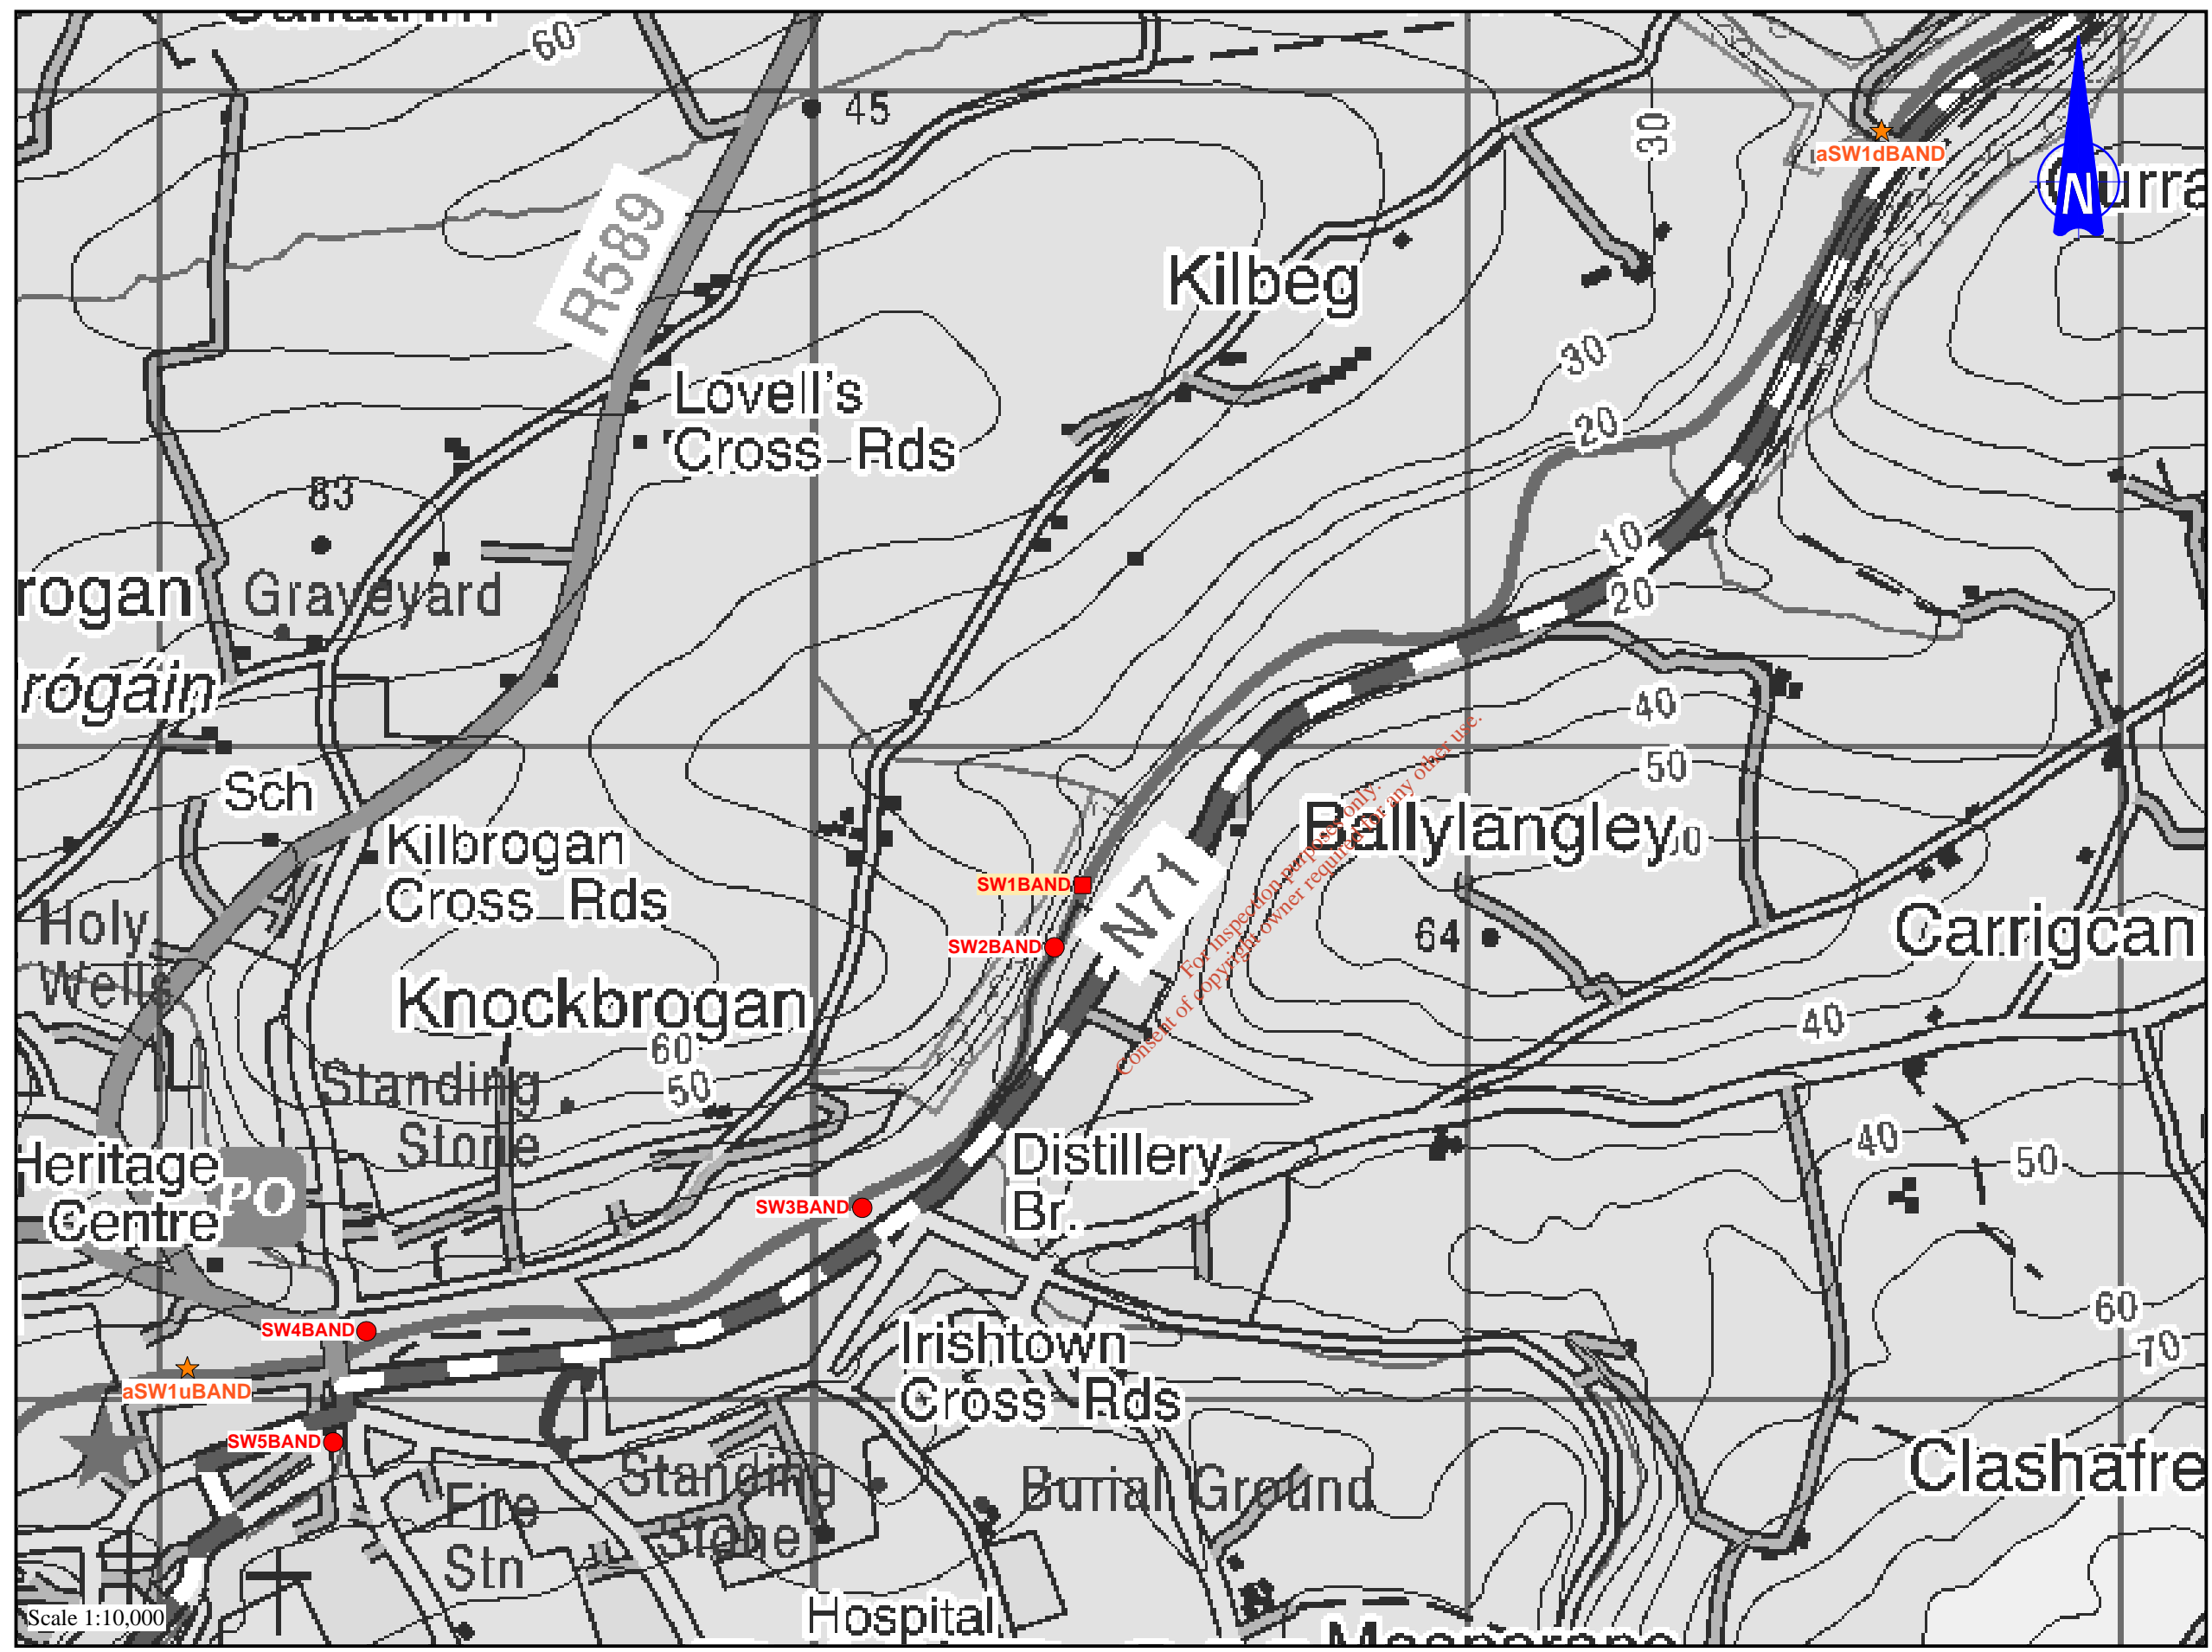 60
45
30
aSW1dBAND
N
R589
Kilbeg
30
Lovell's
Cross Rds
20
83
10
rogan
Graveyard
20
rógáin
40
50
Sch
Ballylangley
Kilbrogan
Cross Rds
SW1BAND
N71
For inspection purposes only.
Consent of copyright owner required for any other use.
Holy
Wells
64
Carrigcan
SW2BAND
Knockbrogan
60
50
40
Standing
Stone
Distillery
Br.
40
50
Heritage
Centre
PO
SW3BAND
60
SW4BAND
Irishtown
Cross Rds
70
aSW1uBAND
SW5BAND
Standing
Stone
Burial Ground
Clashafre
Fire
Stn
Hospital
Scale 1:10,000